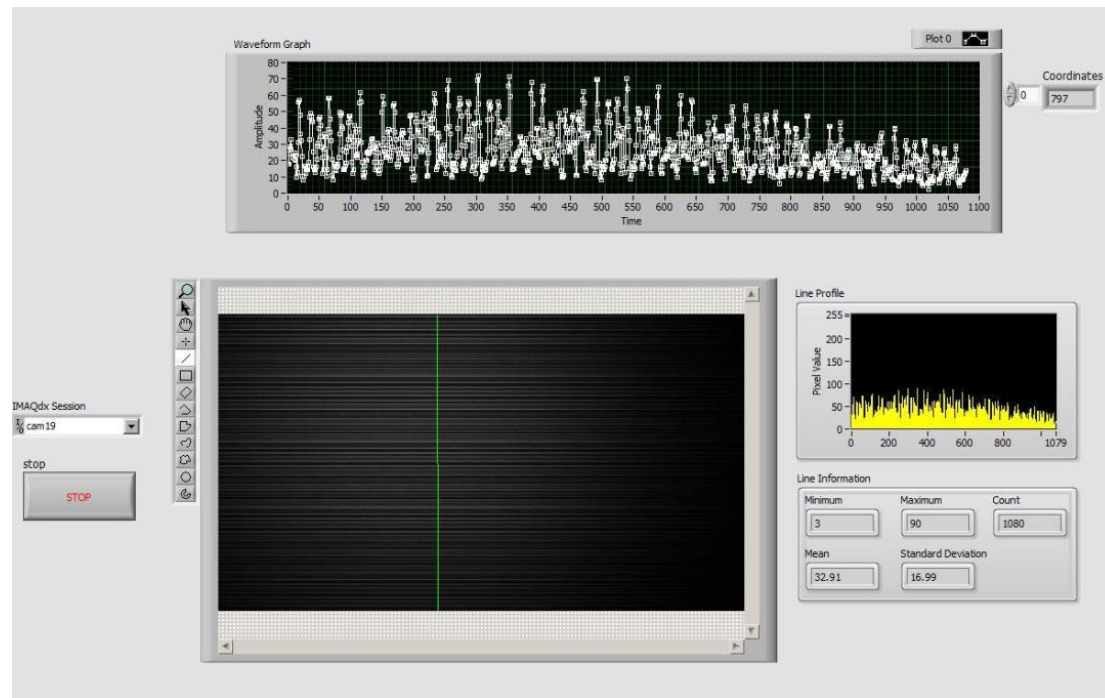 Plot 0
Waveform Graph
80
70
60
50
40
30
20
10
0
Amplitude
0 50 100 150 200 250 300 350 400 450 500 550 600 650 700 750 800 850 900 950 1000 1050 1100
Time
Coordinates
0 797
Line Profile
255
200
150
100
50
0
Pixel Value
0 200 400 600 800 1079
IMAQdx Session
cam19
stop
STOP
Line Information
Minimum Maximum Count
3 90 1080
Mean Standard Deviation
32.91 16.99